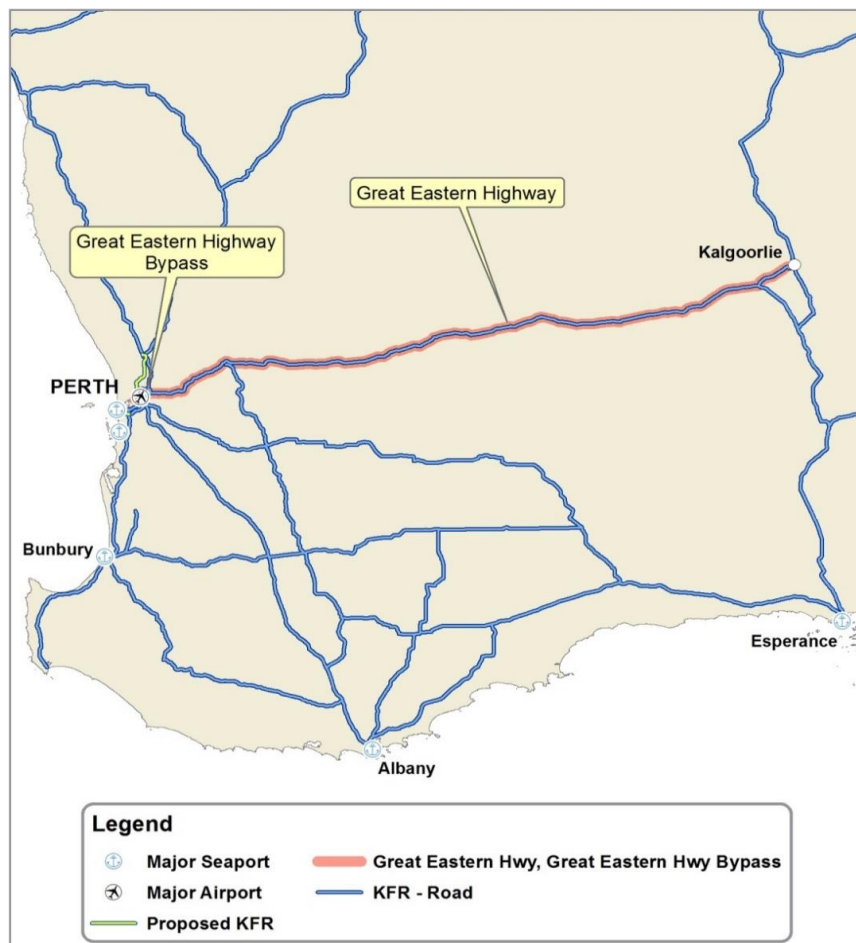 Great Eastern Highway
Great Eastern Highway
Bypass
Kalgoorlie
PERTH
Bunbury
Esperance
Albany
Legend
Major Seaport
Great Eastern Hwy, Great Eastern Hwy Bypass
Major Airport
KFR - Road
Proposed KFR